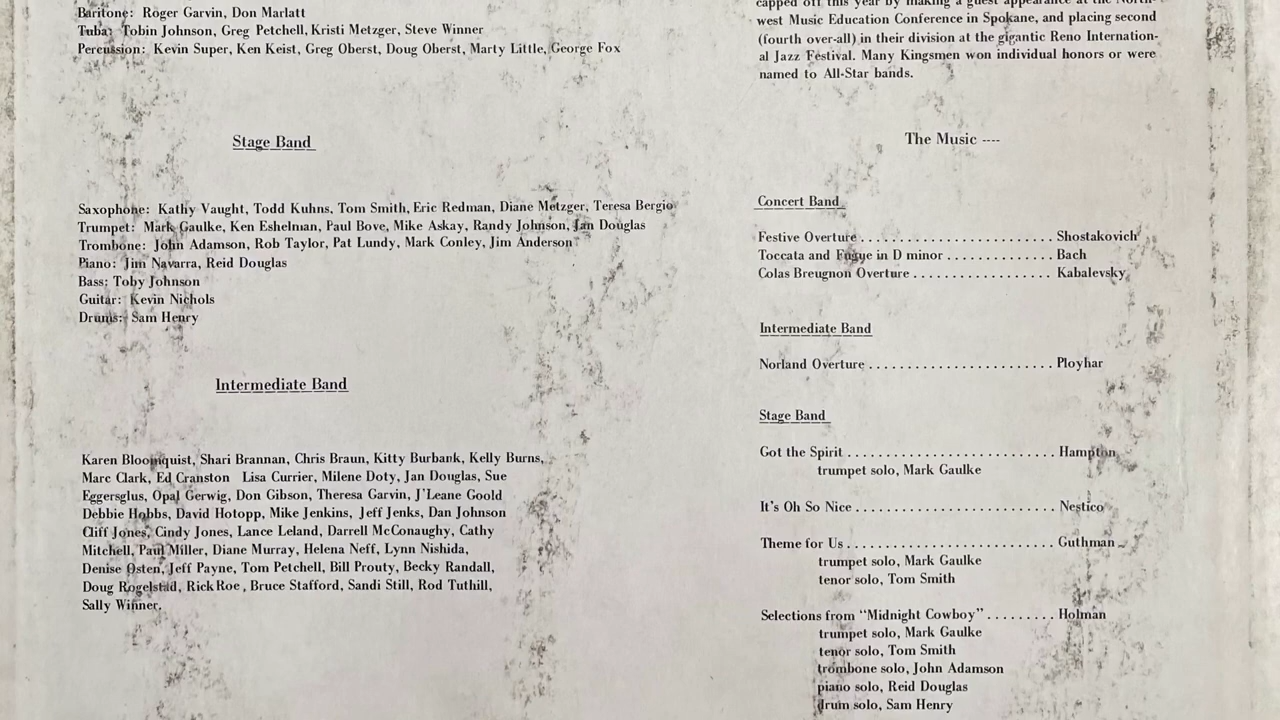 Baritone: Roger Garvin, Don Marlatt
Tuba: Tobin Johnson, Greg Petchell, Kristi Metzger, Steve Winner
Percussion: Kevin Super, Ken Keist, Greg Oberst, Doug Oberst, Marty Little, George Fox
Stage Band
Saxophone: Kathy Vaught, Todd Kuhns, Tom Smith, Eric Redman, Diane Metzger, Teresa Bergio
Trumpet: Mark Gaulke, Ken Eshelman, Paul Bove, Mike Askay, Randy Johnson, Jan Douglas
Trombone: John Adamson, Rob Taylor, Pat Lundy, Mark Conley, Jim Anderson
Piano: Jim Navarra, Reid Douglas
Bass: Toby Johnson
Guitar: Kevin Nichols
Drums: Sam Henry
Intermediate Band
Karen Bloomquist, Shari Brannan, Chris Braun, Kitty Burbank, Kelly Burns,
Marc Clark, Ed Cranston Lisa Currier, Milene Doty, Jan Douglas, Sue
Eggersglus, Opal Gerwig, Don Gibson, Theresa Garvin, J'Leane Goold
Debbie Hobbs, David Hotopp, Mike Jenkins, Jeff Jenks, Dan Johnson
Cliff Jones, Cindy Jones, Lance Leland, Darrell McConaughy, Cathy
Mitchell, Paul Miller, Diane Murray, Helena Neff, Lynn Nishida,
Denise Osten, Jeff Payne, Tom Petchell, Bill Prouty, Becky Randall,
Doug Rogelstad, Rick Roe, Bruce Stafford, Sandi Still, Rod Tuthill,
Sally Winner.
capped off this year by making a guest appearance at the North-
west Music Education Conference in Spokane, and placing second
(fourth over-all) in their division at the gigantic Reno Internation-
al Jazz Festival. Many Kingsmen won individual honors or were
named to All-Star bands.
The Music ----
Concert Band
Festive Overture ........................ Shostakovich
Toccata and Fugue in D minor ............. Bach
Colas Breugnon Overture ................. Kabalevsky
Intermediate Band
Norland Overture ....................... Ployhar
Stage Band
Got the Spirit .......................... Hampton
trumpet solo, Mark Gaulke
It's Oh So Nice ......................... Nestico
Theme for Us .......................... Guthman
trumpet solo, Mark Gaulke
tenor solo, Tom Smith
Selections from "Midnight Cowboy" ......... Holman
trumpet solo, Mark Gaulke
tenor solo, Tom Smith
trombone solo, John Adamson
piano solo, Reid Douglas
drum solo, Sam Henry